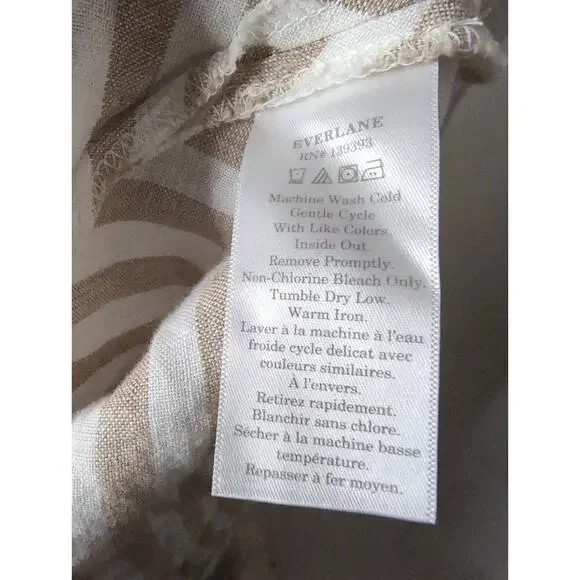 EVERLANE
RN# 139393
Machine Wash Cold
Gentle Cycle
With Like Colors.
Inside Out.
Remove Promptly.
Non-Chlorine Bleach Only.
Tumble Dry Low.
Warm Iron.
Laver à la machine à l'eau
froide cycle delicat avec
couleurs similaires.
À l'envers.
Retirez rapidement.
Blanchir sans chlore.
Sécher à la machine basse
température.
Repasser à fer moyen.